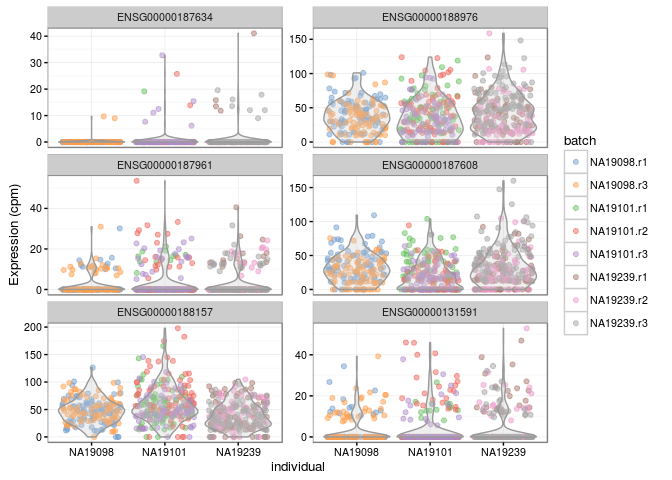 ENSG00000187634
ENSG00000188976
40
30
20
10
0
150
100
50
0
ENSG00000187961
ENSG00000187608
40
20
0
150
100
50
0
ENSG00000188157
ENSG00000131591
200
150
100
50
0
40
20
0
NA19098
NA19101
NA19239
NA19098
NA19101
NA19239
individual
Expression (cpm)
batch
NA19098.r1
NA19098.r3
NA19101.r1
NA19101.r2
NA19101.r3
NA19239.r1
NA19239.r2
NA19239.r3